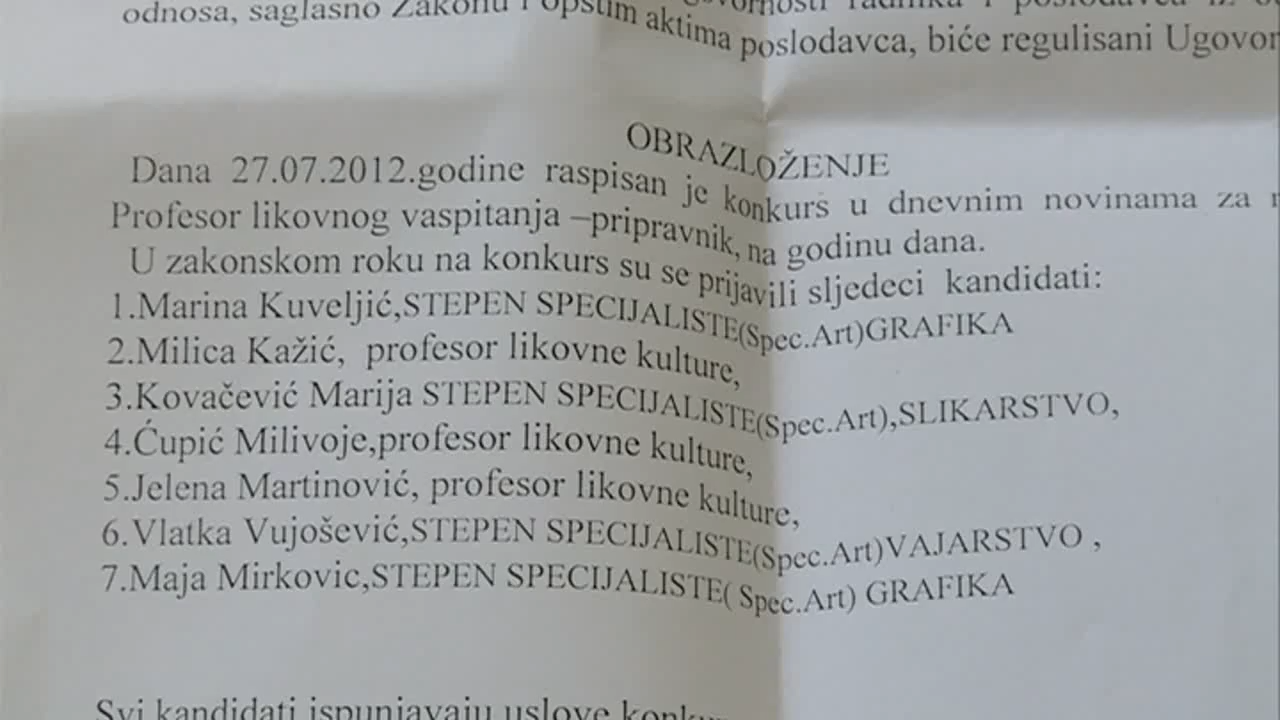 odnosa, saglasno Zakonu i opštim aktima poslodavca, biće regulisani Ugovor
OBRAZLOŽENJE
Dana 27.07.2012.godine raspisan je konkurs u dnevnim novinama za
Profesor likovnog vaspitanja –pripravnik, na godinu dana.
U zakonskom roku na konkurs su se prijavili sljedeci kandidati:
1.Marina Kuveljić,STEPEN SPECIJALISTE(Spec.Art)GRAFIKA
2.Milica Kažić, profesor likovne kulture,
3.Kovačević Marija STEPEN SPECIJALISTE(Spec.Art),SLIKARSTVO,
4.Ćupić Milivoje,profesor likovne kulture,
5.Jelena Martinović, profesor likovne kulture,
6.Vlatka Vujošević,STEPEN SPECIJALISTE(Spec.Art)VAJARSTVO ,
7.Maja Mirkovic,STEPEN SPECIJALISTE( Spec.Art) GRAFIKA
Svi kandidati ispunjavaju uslove